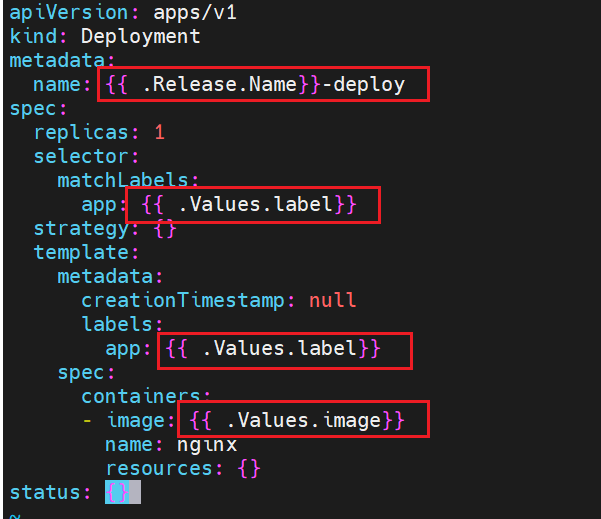 apiVersion: apps/v1
kind: Deployment
metadata:
  name: {{ .Release.Name}}-deploy
spec:
  replicas: 1
  selector:
    matchLabels:
      app: {{ .Values.label}}
  strategy: {}
  template:
    metadata:
      creationTimestamp: null
      labels:
        app: {{ .Values.label}}
    spec:
      containers:
      - image: {{ .Values.image}}
        name: nginx
        resources: {}
status: {}
~